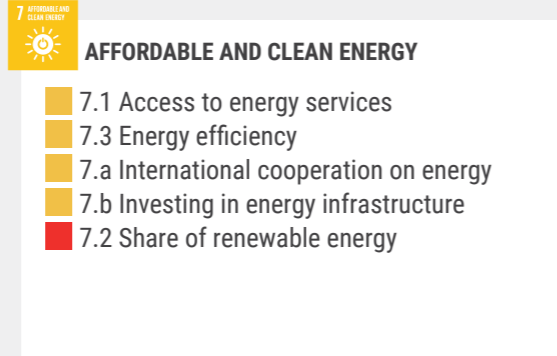 7 AFFORDABLE AND
CLEAN ENERGY
AFFORDABLE AND CLEAN ENERGY
7.1 Access to energy services
7.3 Energy efficiency
7.a International cooperation on energy
7.b Investing in energy infrastructure
7.2 Share of renewable energy